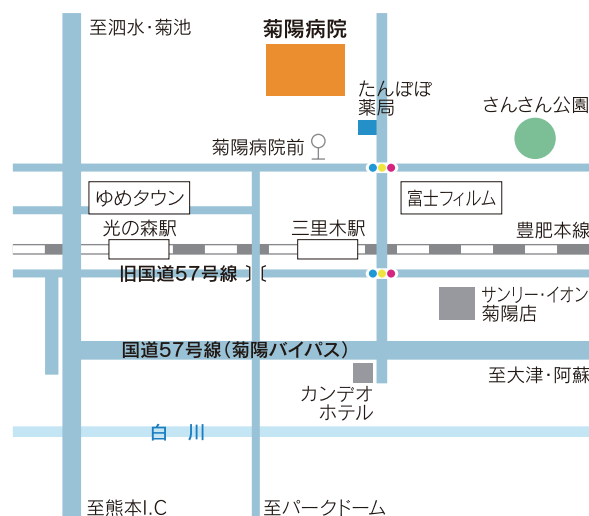 至泗水・菊池
菊陽病院
たんぽぽ
薬局
さんさん公園
菊陽病院前
ゆめタウン
富士フィルム
光の森駅
三里木駅
豊肥本線
旧国道57号線
サンリー・イオン
菊陽店
国道57号線(菊陽バイパス)
至大津・阿蘇
カンデオ
ホテル
白 川
至熊本I.C
至パークドーム